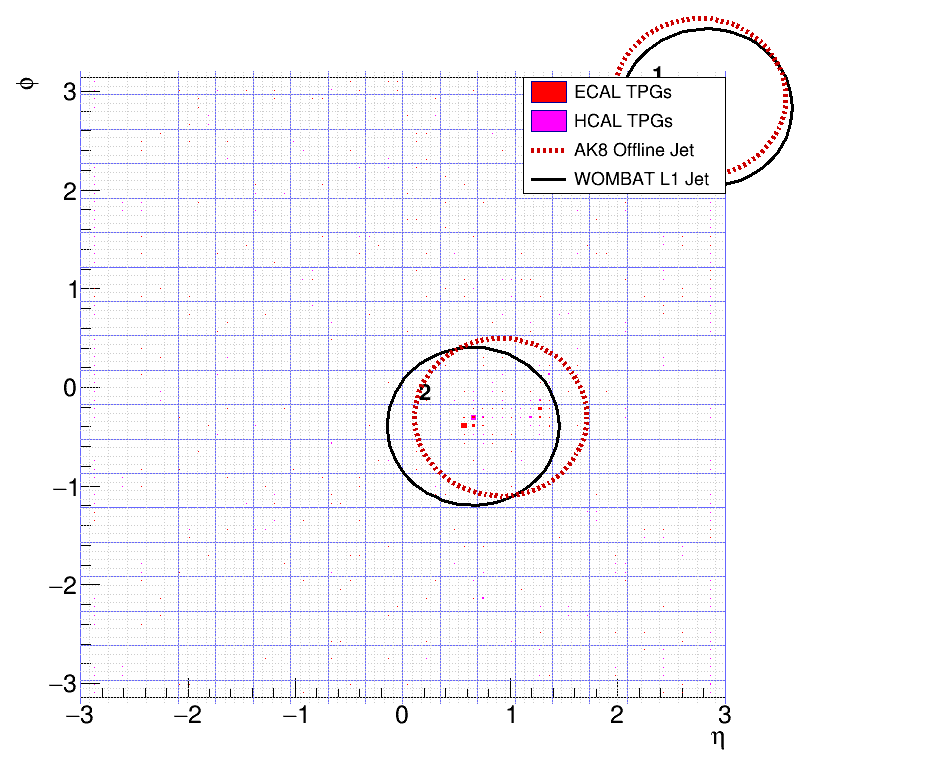 1
ϕ
3
ECAL TPGs
HCAL TPGs
AK8 Offline Jet
WOMBAT L1 Jet
2
1
0
2
−1
−2
−3
−3 −2 −1 0 1 2 3
η